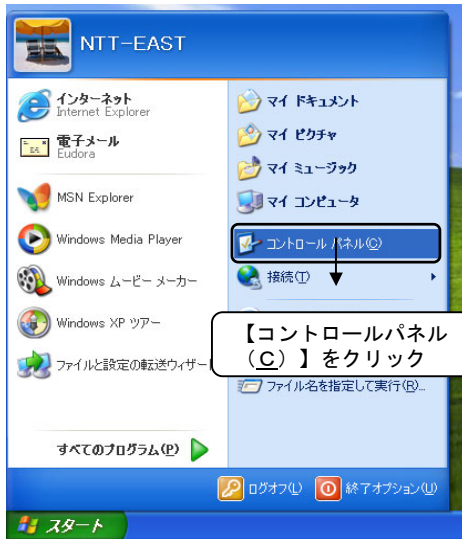 NTT-EAST
インターネット
Internet Explorer
電子メール
Eudora
MSN Explorer
Windows Media Player
Windows ムービー メーカー
Windows XP ツアー
ファイルと設定の転送ウィザード
すべてのプログラム(P)
マイ ドキュメント
マイ ピクチャ
マイ ミュージック
マイ コンピュータ
コントロール パネル(C)
接続(T)
【コントロールパネル
(C)】をクリック
ファイル名を指定して実行(R)...
ログオフ(L)
終了オプション(U)
スタート